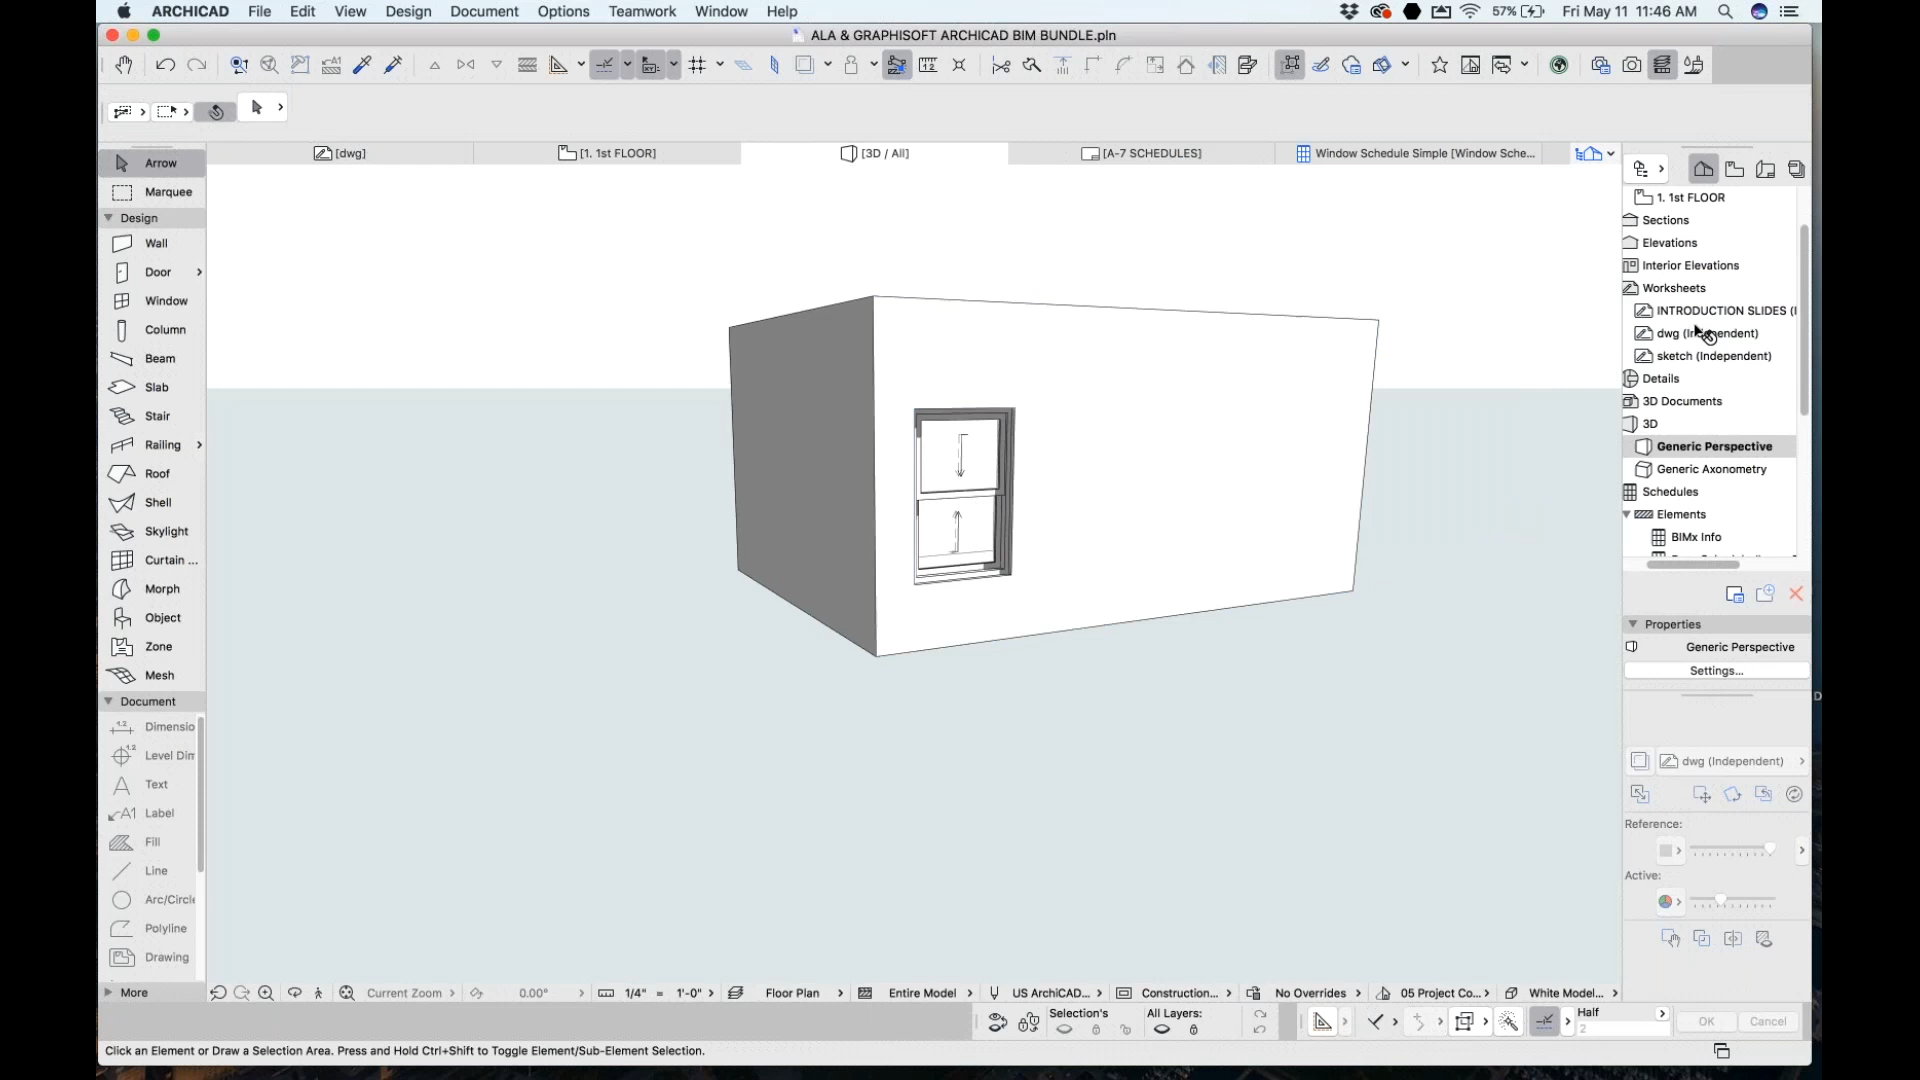 ARCHICAD File Edit View Design Document Options Teamwork Window Help 57% Fri May 11 11:46 AM
ALA & GRAPHISOFT ARCHICAD BIM BUNDLE.pln
[dwg] [1. 1st FLOOR] [3D / All] [A-7 SCHEDULES] Window Schedule Simple [Window Sche...
Arrow
Marquee
Design
Wall
Door
Window
Column
Beam
Slab
Stair
Railing
Roof
Shell
Skylight
Curtain ...
Morph
Object
Zone
Mesh
Document
Dimensio
Level Dim
Text
Label
Fill
Line
Arc/Circle
Polyline
Drawing
More
1. 1st FLOOR
Sections
Elevations
Interior Elevations
Worksheets
INTRODUCTION SLIDES (I
dwg (Independent)
sketch (Independent)
Details
3D Documents
3D
Generic Perspective
Generic Axonometry
Schedules
Elements
BIMx Info
Properties
Generic Perspective
Settings...
dwg (Independent)
Reference:
Active:
Current Zoom 0.00° 1/4" = 1'-0" Floor Plan Entire Model US ArchiCAD... Construction... No Overrides 05 Project Co... White Model...
Selection's All Layers: Half
2 OK Cancel
Click an Element or Draw a Selection Area. Press and Hold Ctrl+Shift to Toggle Element/Sub-Element Selection.